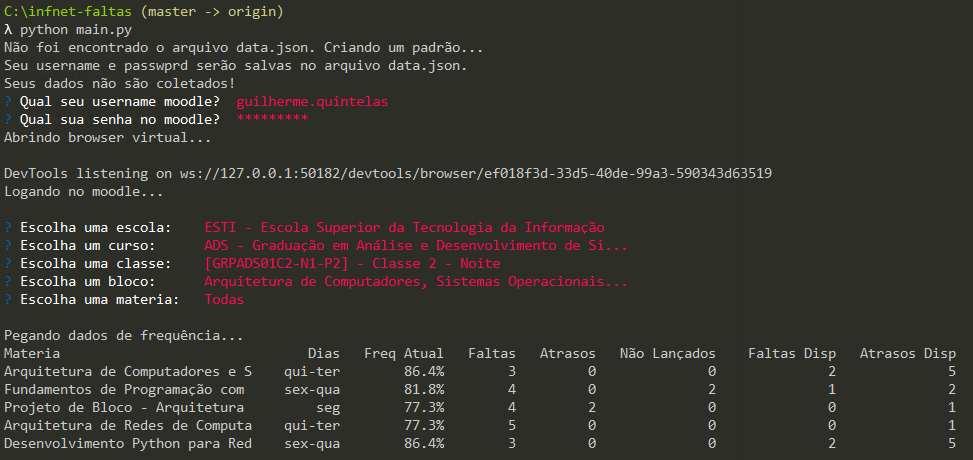 C:\infnet-faltas (master -> origin)
λ python main.py
Não foi encontrado o arquivo data.json. Criando um padrão...
Seu username e passwprd serão salvas no arquivo data.json.
Seus dados não são coletados!
? Qual seu username moodle?  guilherme.quintelas
? Qual sua senha no moodle?  *********
Abrindo browser virtual...
DevTools listening on ws://127.0.0.1:50182/devtools/browser/ef018f3d-33d5-40de-99a3-590343d63519
Logando no moodle...
? Escolha uma escola:    ESTI - Escola Superior da Tecnologia da Informação
? Escolha um curso:      ADS - Graduação em Análise e Desenvolvimento de Si...
? Escolha uma classe:    [GRPADS01C2-N1-P2] - Classe 2 - Noite
? Escolha um bloco:      Arquitetura de Computadores, Sistemas Operacionais...
? Escolha uma materia:   Todas
Pegando dados de frequência...
Materia                               Dias   Freq Atual   Faltas   Atrasos   Não Lançados    Faltas Disp   Atrasos Disp
Arquitetura de Computadores e S    qui-ter        86.4%        3         0              0              2              5
Fundamentos de Programação com     sex-qua        81.8%        4         0              2              1              2
Projeto de Bloco - Arquitetura         seg        77.3%        4         2              0              0              1
Arquitetura de Redes de Computa    qui-ter        77.3%        5         0              0              0              1
Desenvolvimento Python para Red    sex-qua        86.4%        3         0              0              2              5